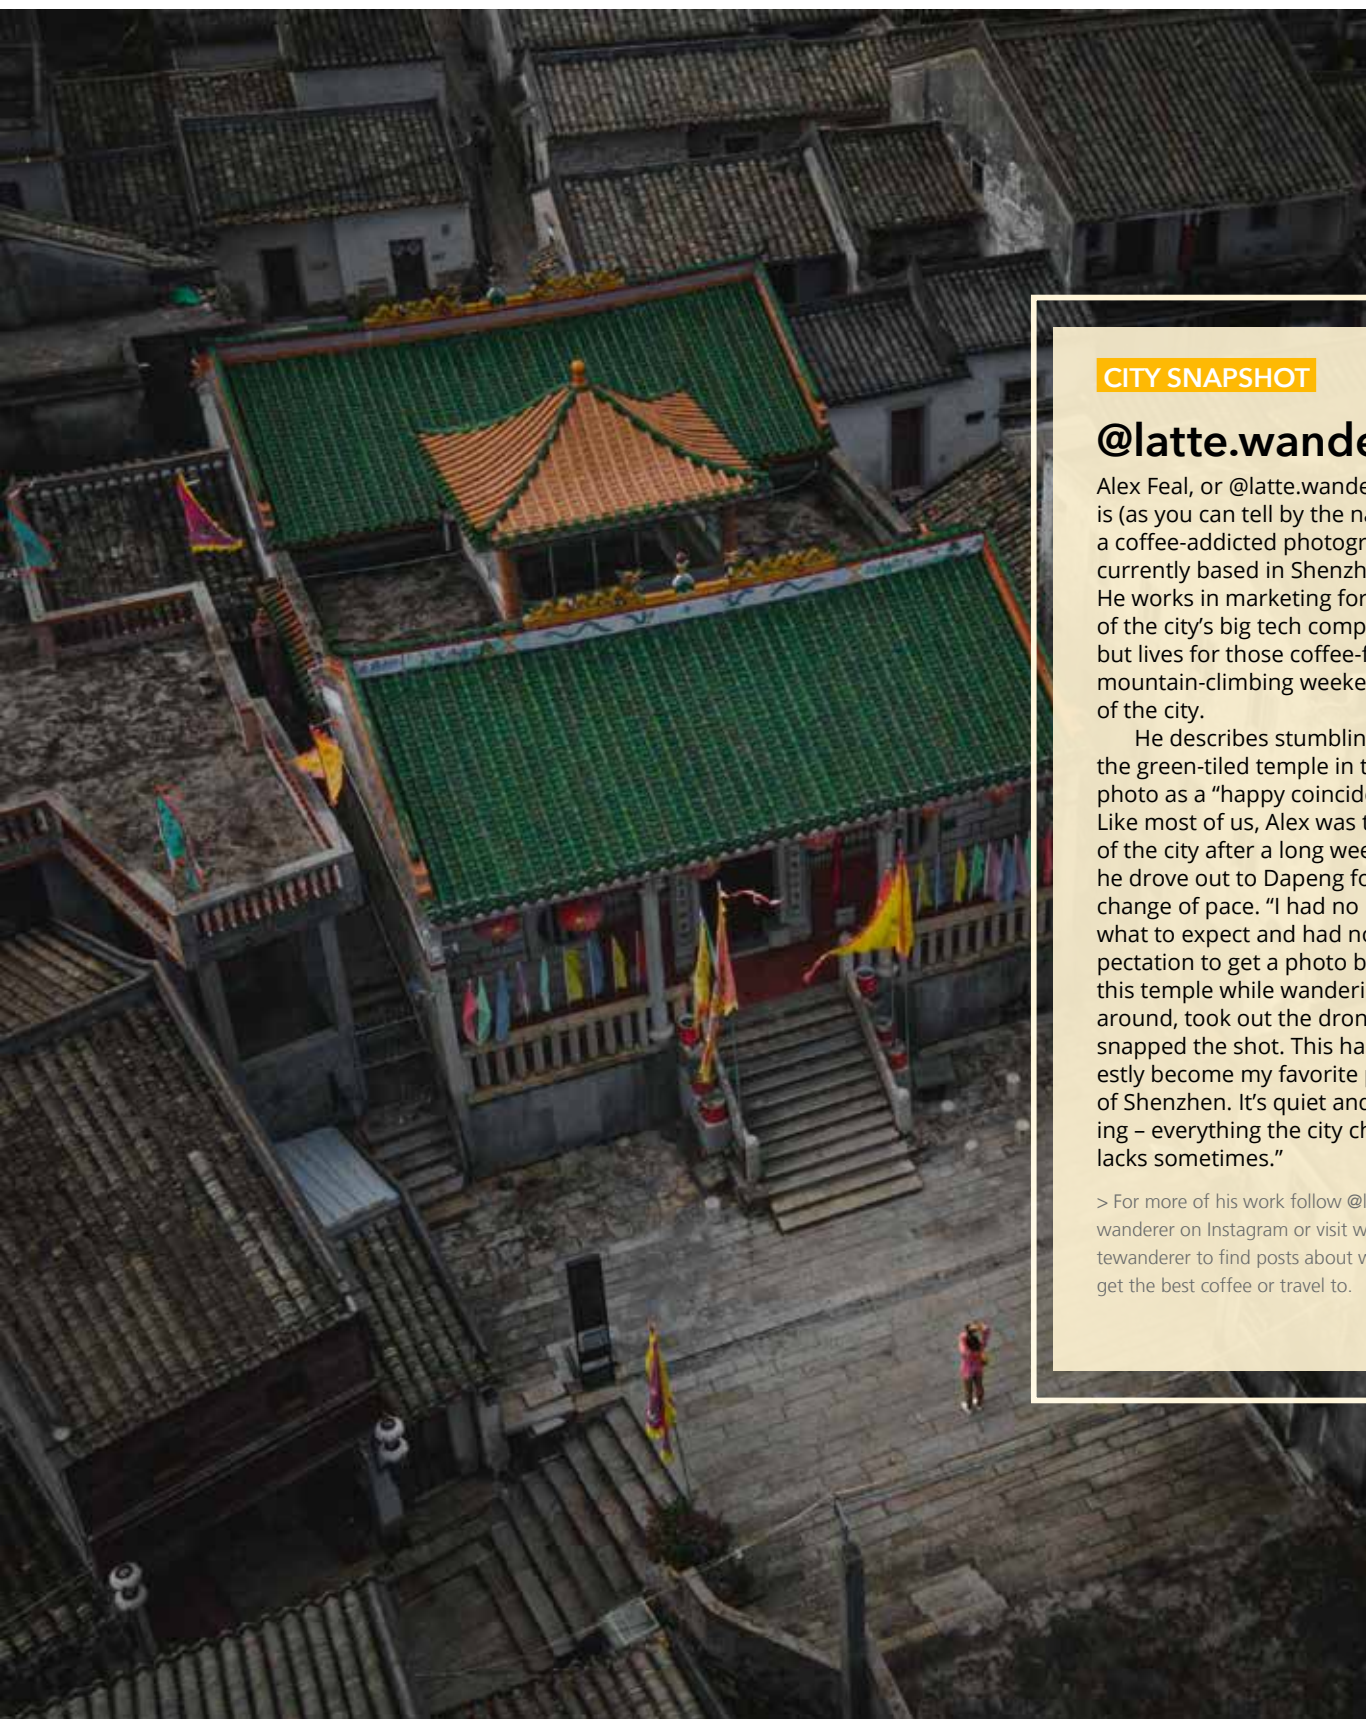 CITY SNAPSHOT
@latte.wande
Alex Feal, or @latte.wande
is (as you can tell by the na
a coffee-addicted photogr
currently based in Shenzh
He works in marketing for
of the city's big tech comp
but lives for those coffee-f
mountain-climbing weeke
of the city.
He describes stumblin
the green-tiled temple in t
photo as a “happy coincid
Like most of us, Alex was t
of the city after a long wee
he drove out to Dapeng fo
change of pace. “I had no
what to expect and had no
pectation to get a photo b
this temple while wanderi
around, took out the dron
snapped the shot. This ha
estly become my favorite
of Shenzhen. It’s quiet and
ing – everything the city ch
lacks sometimes.”
> For more of his work follow @l
wanderer on Instagram or visit w
tewanderer to find posts about w
get the best coffee or travel to.